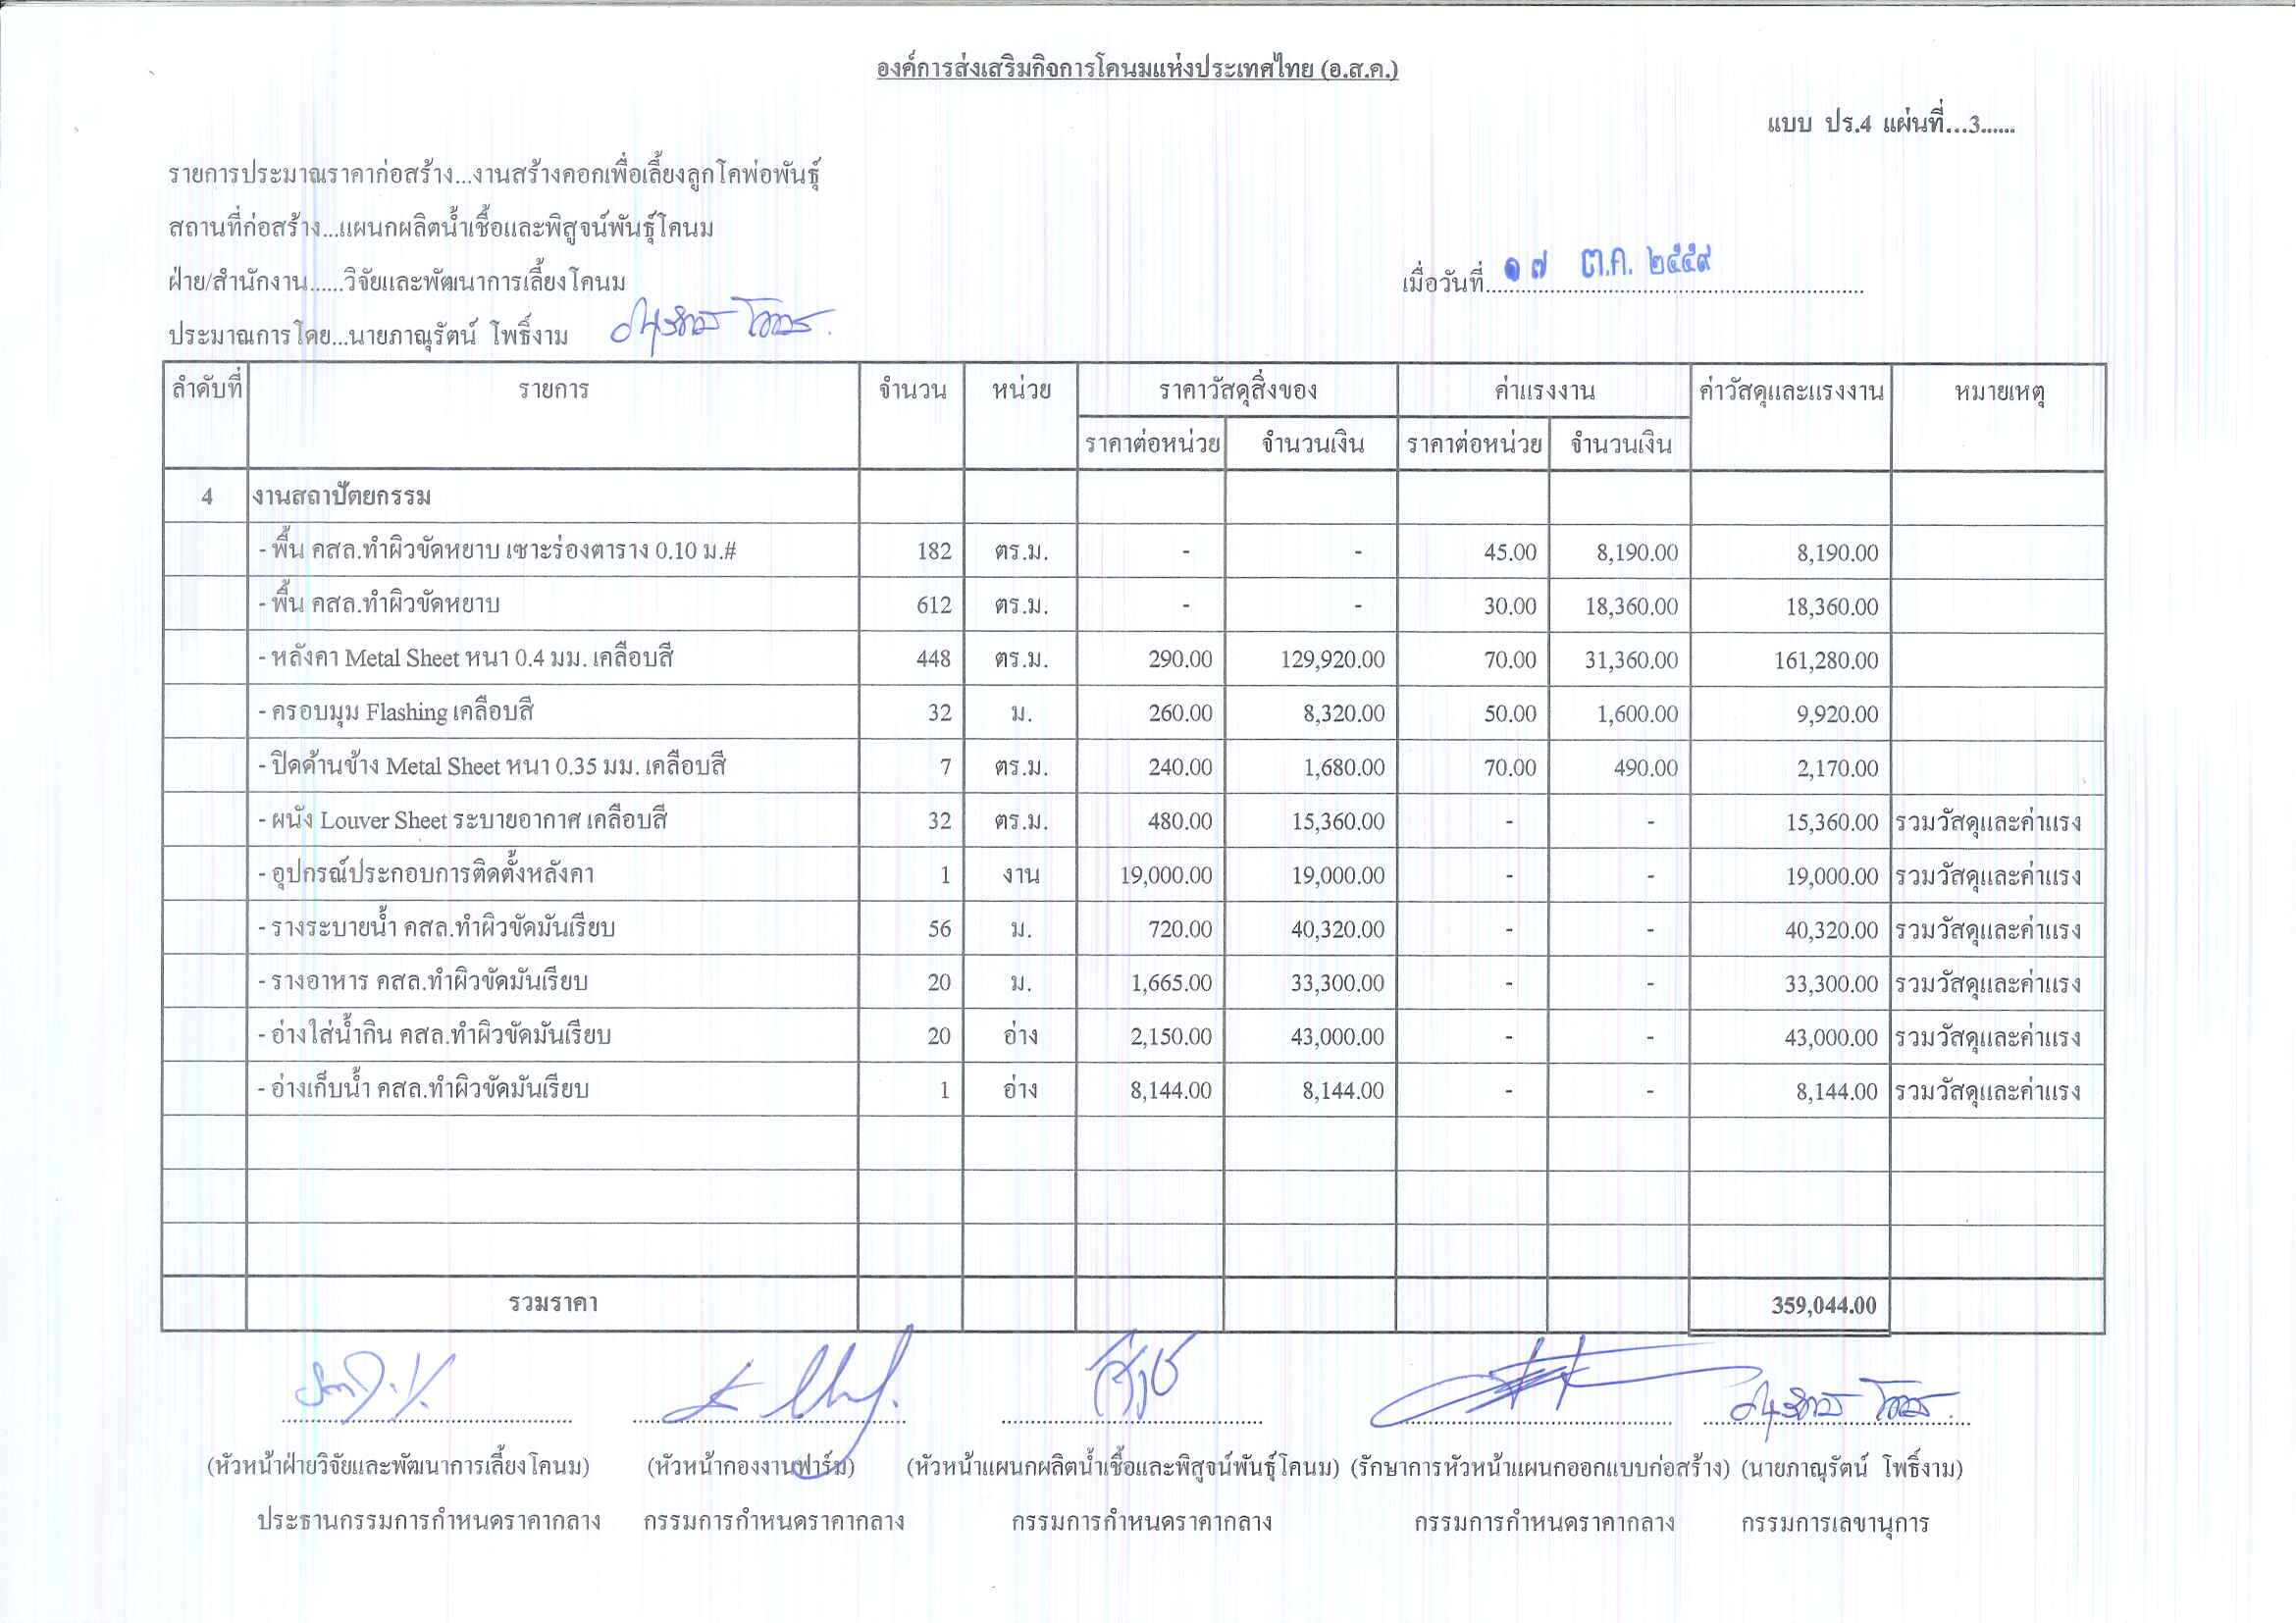 องค์การส่งเสริมกิจการโคนมแห่งประเทศไทย (อ.ส.ค.)
แบบ ปร.4 แผ่นที่...3......
รายการประมาณราคาก่อสร้าง...งานสร้างคอกเพื่อเลี้ยงลูกโคพ่อพันธุ์
สถานที่ก่อสร้าง...แผนกผลิตน้ำเชื้อและพิสูจน์พันธุ์โคนม
ฝ่าย/สำนักงาน......วิจัยและพัฒนาการเลี้ยงโคนม
เมื่อวันที่ ๑๗ ต.ค. ๒๕๕๙
ประมาณการโดย...นายภาณุรัตน์ โพธิ์งาม
ลำดับที่ รายการ จำนวน หน่วย ราคาวัสดุสิ่งของ ค่าแรงงาน ค่าวัสดุและแรงงาน หมายเหตุ
ราคาต่อหน่วย จำนวนเงิน ราคาต่อหน่วย จำนวนเงิน
4 งานสถาปัตยกรรม
- พื้น คสล.ทำผิวขัดหยาบ เซาะร่องตาราง 0.10 ม.# 182 ตร.ม. - - 45.00 8,190.00 8,190.00
- พื้น คสล.ทำผิวขัดหยาบ 612 ตร.ม. - - 30.00 18,360.00 18,360.00
- หลังคา Metal Sheet หนา 0.4 มม. เคลือบสี 448 ตร.ม. 290.00 129,920.00 70.00 31,360.00 161,280.00
- ครอบมุม Flashing เคลือบสี 32 ม. 260.00 8,320.00 50.00 1,600.00 9,920.00
- ปิดด้านข้าง Metal Sheet หนา 0.35 มม. เคลือบสี 7 ตร.ม. 240.00 1,680.00 70.00 490.00 2,170.00
- ผนัง Louver Sheet ระบายอากาศ เคลือบสี 32 ตร.ม. 480.00 15,360.00 - - 15,360.00 รวมวัสดุและค่าแรง
- อุปกรณ์ประกอบการติดตั้งหลังคา 1 งาน 19,000.00 19,000.00 - - 19,000.00 รวมวัสดุและค่าแรง
- รางระบายน้ำ คสล.ทำผิวขัดมันเรียบ 56 ม. 720.00 40,320.00 - - 40,320.00 รวมวัสดุและค่าแรง
- รางอาหาร คสล.ทำผิวขัดมันเรียบ 20 ม. 1,665.00 33,300.00 - - 33,300.00 รวมวัสดุและค่าแรง
- อ่างใส่น้ำกิน คสล.ทำผิวขัดมันเรียบ 20 อ่าง 2,150.00 43,000.00 - - 43,000.00 รวมวัสดุและค่าแรง
- อ่างเก็บน้ำ คสล.ทำผิวขัดมันเรียบ 1 อ่าง 8,144.00 8,144.00 - - 8,144.00 รวมวัสดุและค่าแรง
รวมราคา 359,044.00
(หัวหน้าฝ่ายวิจัยและพัฒนาการเลี้ยงโคนม) (หัวหน้ากองงานฟาร์ม) (หัวหน้าแผนกผลิตน้ำเชื้อและพิสูจน์พันธุ์โคนม) (รักษาการหัวหน้าแผนกออกแบบก่อสร้าง) (นายภาณุรัตน์ โพธิ์งาม)
ประธานกรรมการกำหนดราคากลาง กรรมการกำหนดราคากลาง กรรมการกำหนดราคากลาง กรรมการกำหนดราคากลาง กรรมการเลขานุการ